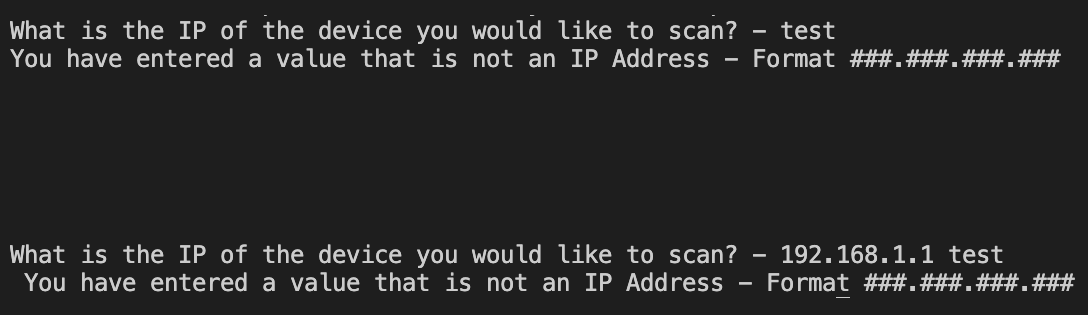 What is the IP of the device you would like to scan? – test
You have entered a value that is not an IP Address – Format ###.###.###.###
What is the IP of the device you would like to scan? – 192.168.1.1 test
You have entered a value that is not an IP Address – Format ###.###.###.###